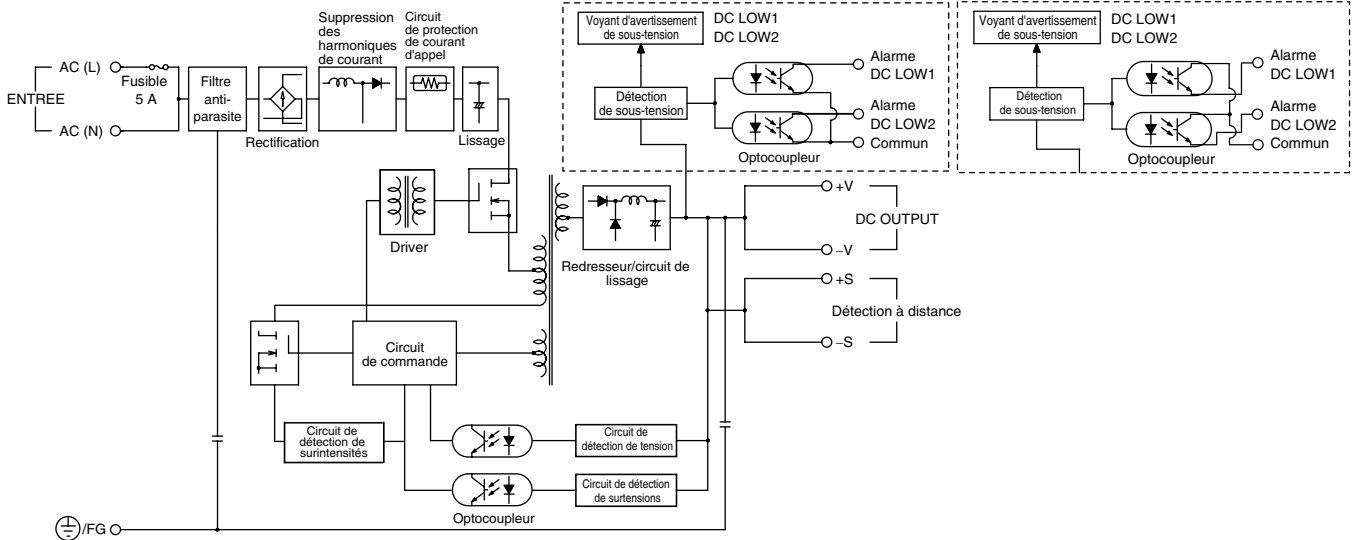 Suppression
des
harmoniques
de courant
Circuit
de protection
de courant
d'appel
AC (L)
Fusible
5 A
ENTREE
AC (N)
Filtre
anti-
parasite
Rectification
Lissage
Voyant d'avertissement
de sous-tension
DC LOW1
DC LOW2
Détection
de sous-tension
Optocoupleur
Alarme
DC LOW1
Alarme
DC LOW2
Commun
Voyant d'avertissement
de sous-tension
DC LOW1
DC LOW2
Détection
de sous-tension
Optocoupleur
Alarme
DC LOW1
Alarme
DC LOW2
Commun
Driver
Redresseur/circuit de
lissage
+V
DC OUTPUT
–V
+S
Détection à distance
–S
Circuit
de commande
Circuit de
détection de
surintensités
Circuit de
détection de tension
Circuit de détection
de surtensions
Optocoupleur
/FG